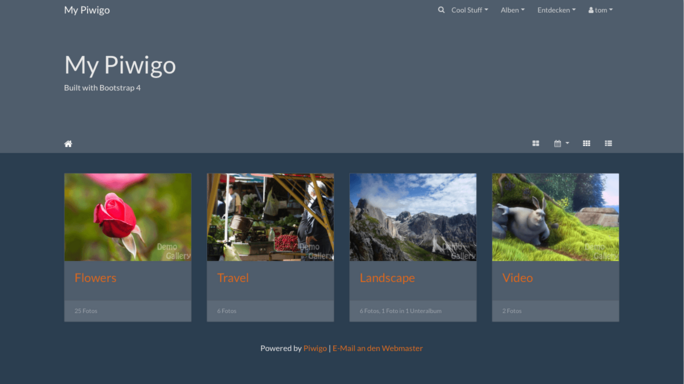 My Piwigo
Cool Stuff Alben Entdecken tom
My Piwigo
Built with Bootstrap 4
Demo Gallery
Demo Gallery
Demo Gallery
Demo Gallery
Flowers Travel Landscape Video
25 Fotos 6 Fotos 6 Fotos, 1 Foto in 1 Unteralbum 2 Fotos
Powered by Piwigo | E-Mail an den Webmaster